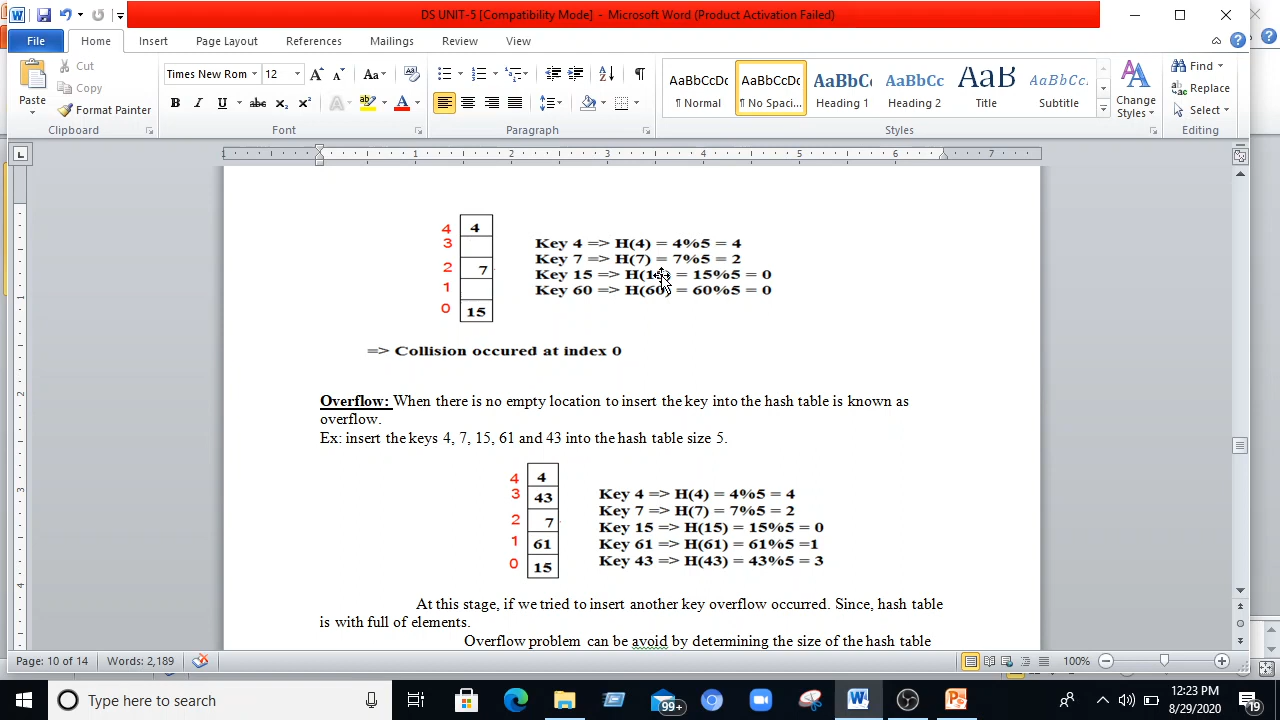 DS UNIT-5 [Compatibility Mode] - Microsoft Word (Product Activation Failed)
File Home Insert Page Layout References Mailings Review View
Paste
Cut
Copy
Format Painter
Clipboard
Times New Rom 12
Font
Paragraph
AaBbCcDc AaBbCcDc AaBbC AaBbCc AaB AaBbCc.
¶ Normal ¶ No Spaci... Heading 1 Heading 2 Title Subtitle
Change Styles
Styles
Find
Replace
Select
Editing
1 1 2 3 4 5 6 7
4 4
3
2 7
1
0 15
Key 4 => H(4) = 4%5 = 4
Key 7 => H(7) = 7%5 = 2
Key 15 => H(15) = 15%5 = 0
Key 60 => H(60) = 60%5 = 0
=> Collision occured at index 0
Overflow: When there is no empty location to insert the key into the hash table is known as
overflow.
Ex: insert the keys 4, 7, 15, 61 and 43 into the hash table size 5.
4 4
3 43
2 7
1 61
0 15
Key 4 => H(4) = 4%5 = 4
Key 7 => H(7) = 7%5 = 2
Key 15 => H(15) = 15%5 = 0
Key 61 => H(61) = 61%5 =1
Key 43 => H(43) = 43%5 = 3
At this stage, if we tried to insert another key overflow occurred. Since, hash table
is with full of elements.
Overflow problem can be avoid by determining the size of the hash table
Page: 10 of 14 Words: 2,189 100%
Type here to search 99+ 12:23 PM
8/29/2020 19